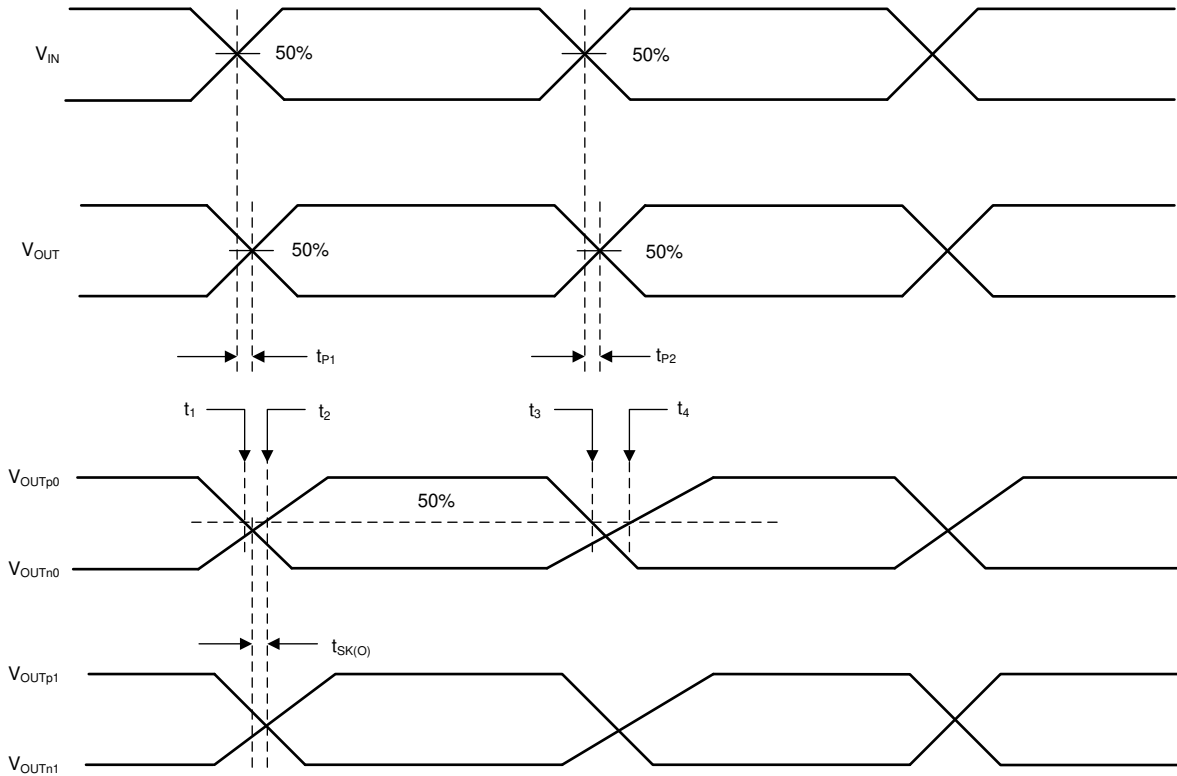 V_IN
50%
50%
V_OUT
50%
50%
t_P1
t_P2
t_1
t_2
t_3
t_4
V_OUTp0
50%
V_OUTn0
t_SK(O)
V_OUTp1
V_OUTn1